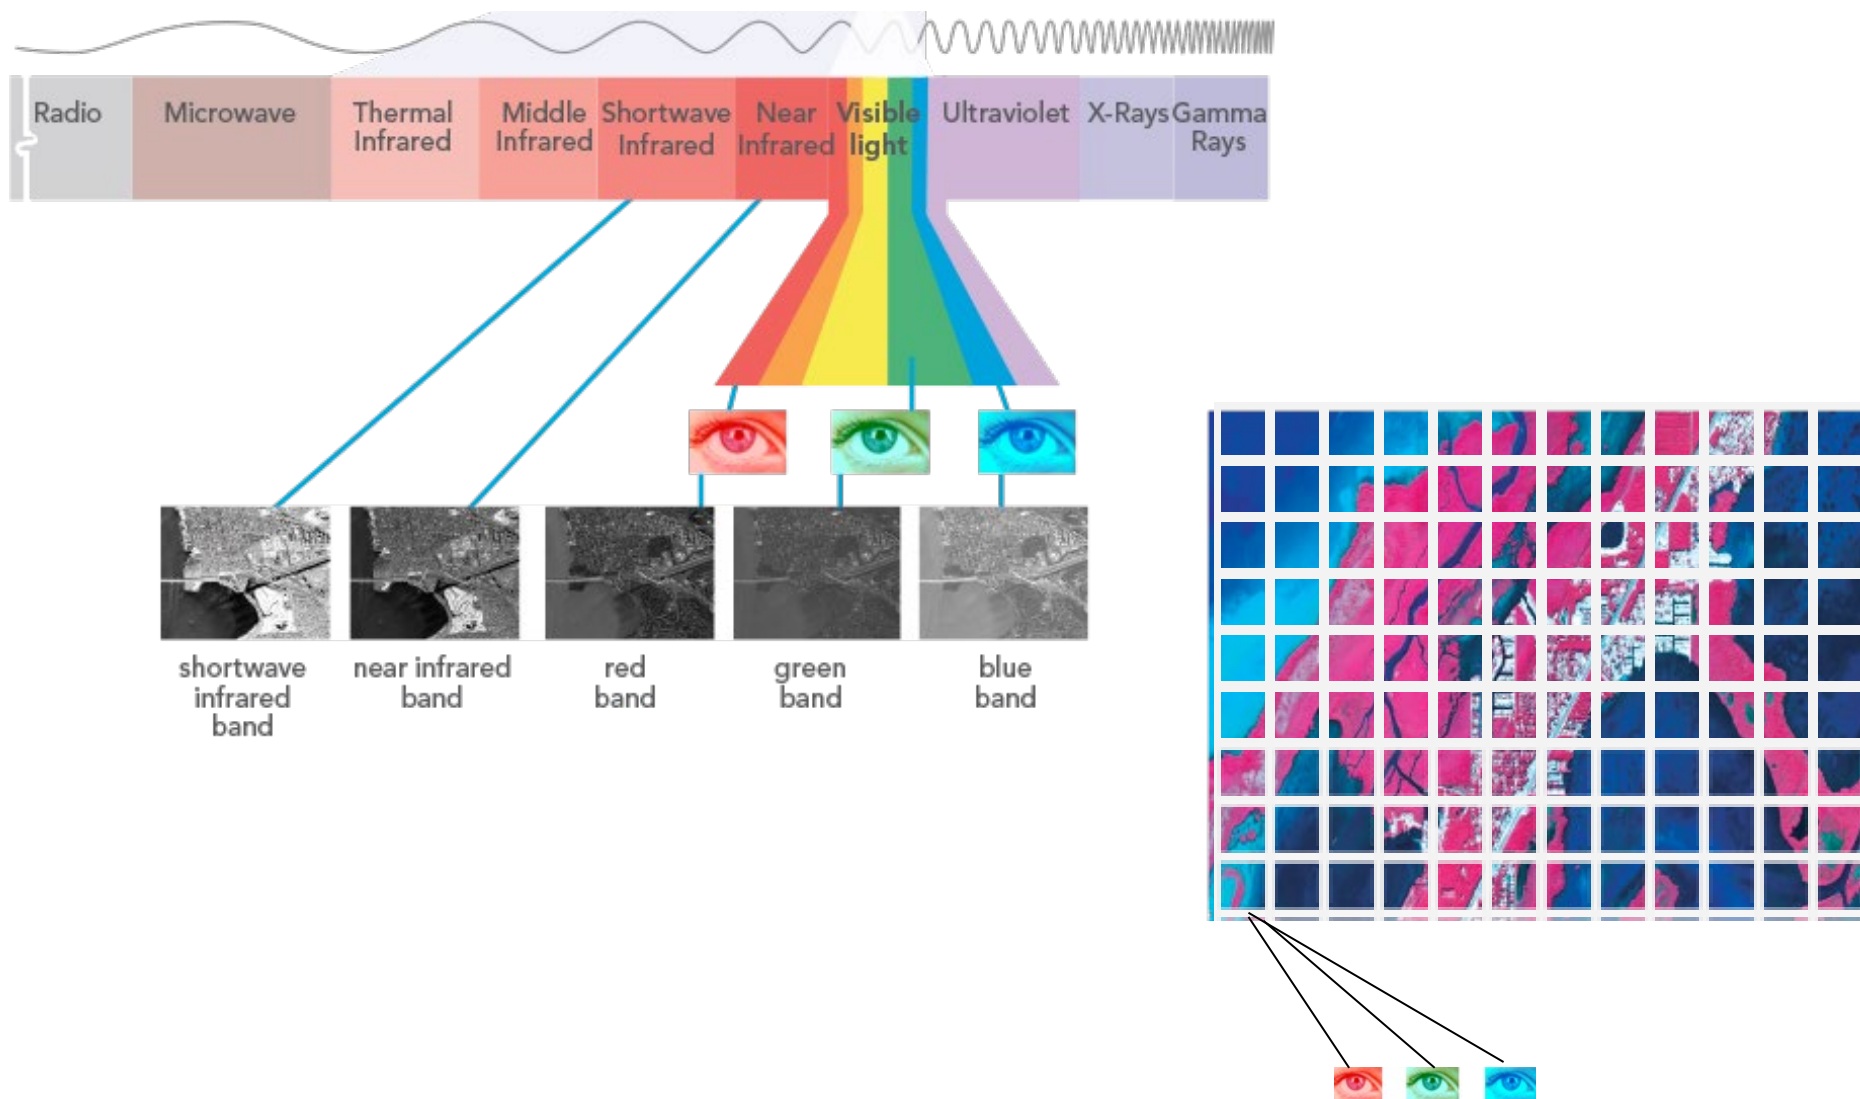 Radio
Microwave
Thermal
Infrared
Middle
Infrared
Shortwave
Infrared
Near
Infrared
Visible
light
Ultraviolet
X-Rays
Gamma
Rays
shortwave
infrared
band
near infrared
band
red
band
green
band
blue
band